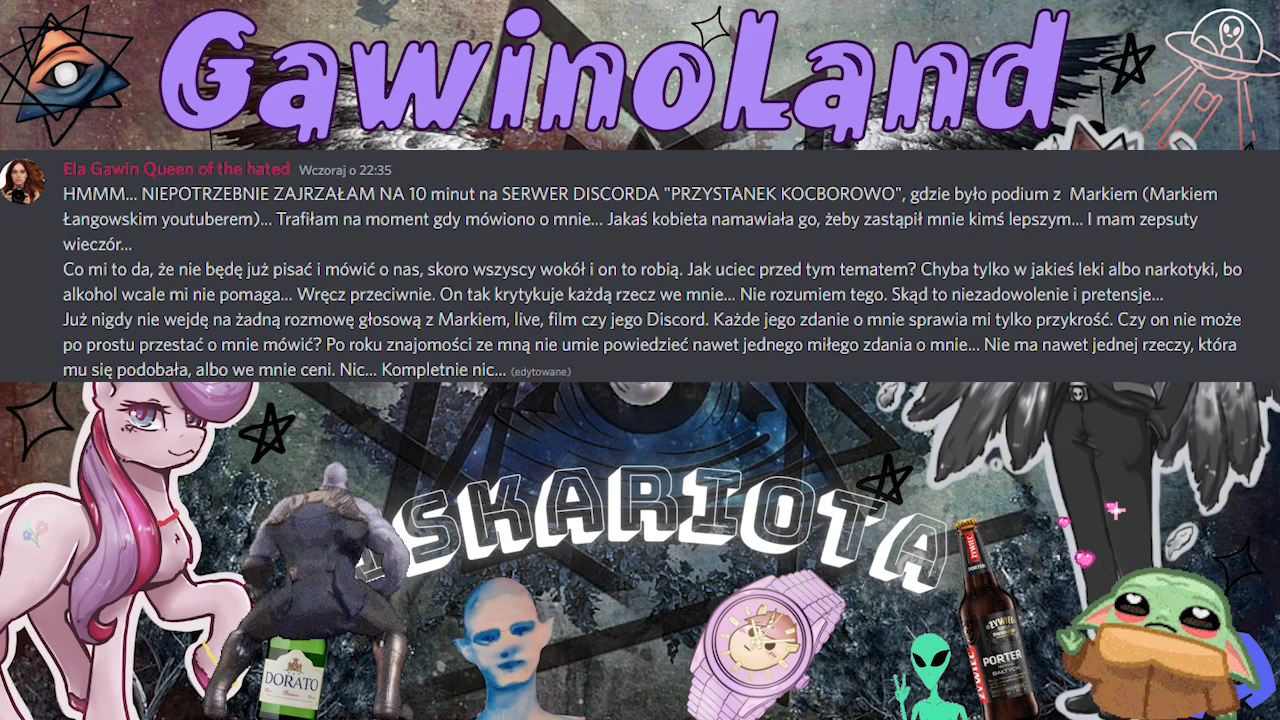 GawinoLand
Ela Gawin Queen of the hated Wczoraj o 22:35
HMMM... NIEPOTRZEBNIE ZAJRZAŁAM NA 10 minut na SERWER DISCORDA "PRZYSTANEK KOCBOROWO", gdzie było podium z Markiem (Markiem
Łangowskim youtuberem)... Trafiłam na moment gdy mówiono o mnie... Jakaś kobieta namawiała go, żeby zastąpił mnie kimś lepszym... I mam zepsuty
wieczór...
Co mi to da, że nie będę już pisać i mówić o nas, skoro wszyscy wokół i on to robią. Jak uciec przed tym tematem? Chyba tylko w jakieś leki albo narkotyki, bo
alkohol wcale mi nie pomaga... Wręcz przeciwnie. On tak krytykuje każdą rzecz we mnie... Nie rozumiem tego. Skąd to niezadowolenie i pretensje...
Już nigdy nie wejdę na żadną rozmowę głosową z Markiem, live, film czy jego Discord. Każde jego zdanie o mnie sprawia mi tylko przykrość. Czy on nie może
po prostu przestać o mnie mówić? Po roku znajomości ze mną nie umie powiedzieć nawet jednego miłego zdania o mnie... Nie ma nawet jednej rzeczy, która
mu się podobała, albo we mnie ceni. Nic... Kompletnie nic... (edytowane)
ISKARIOTA
DORATO
ŻYWIEC
PORTER
ŻYWIEC
PORTER
BAŁTYCKI
ŻYWIEC